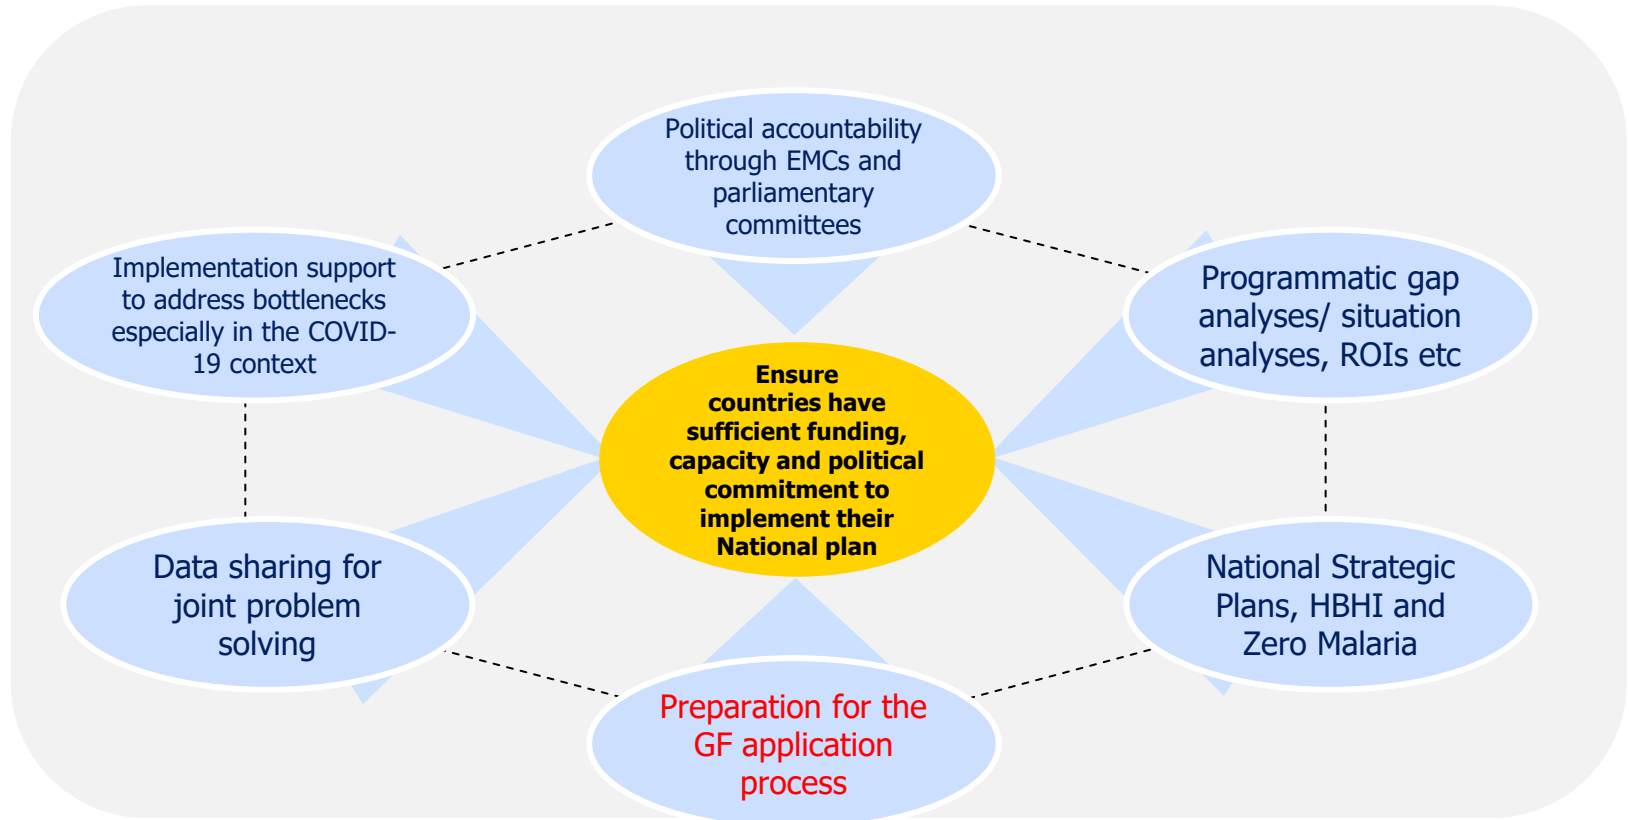 Political accountability
through EMCs and
parliamentary
committees
Implementation support
to address bottlenecks
especially in the COVID-
19 context
Programmatic gap
analyses/ situation
analyses, ROIs etc
Ensure
countries have
sufficient funding,
capacity and political
commitment to
implement their
National plan
Data sharing for
joint problem
solving
National Strategic
Plans, HBHI and
Zero Malaria
Preparation for the
GF application
process